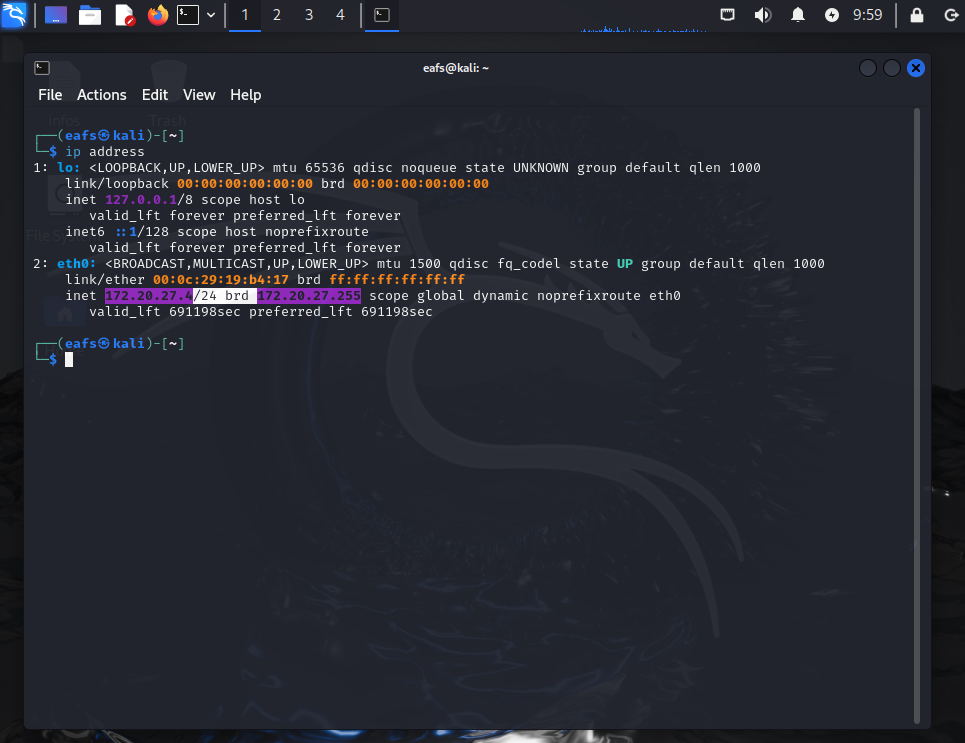 1 2 3 4 9:59
eafs@kali: ~
File Actions Edit View Help
┌──(eafs㉿kali)-[~]
└─$ ip address
1: lo: <LOOPBACK,UP,LOWER_UP> mtu 65536 qdisc noqueue state UNKNOWN group default qlen 1000
    link/loopback 00:00:00:00:00:00 brd 00:00:00:00:00:00
    inet 127.0.0.1/8 scope host lo
       valid_lft forever preferred_lft forever
    inet6 ::1/128 scope host noprefixroute
       valid_lft forever preferred_lft forever
2: eth0: <BROADCAST,MULTICAST,UP,LOWER_UP> mtu 1500 qdisc fq_codel state UP group default qlen 1000
    link/ether 00:0c:29:19:b4:17 brd ff:ff:ff:ff:ff:ff
    inet 172.20.27.4/24 brd 172.20.27.255 scope global dynamic noprefixroute eth0
       valid_lft 691198sec preferred_lft 691198sec
┌──(eafs㉿kali)-[~]
└─$
Infos Trash
File System